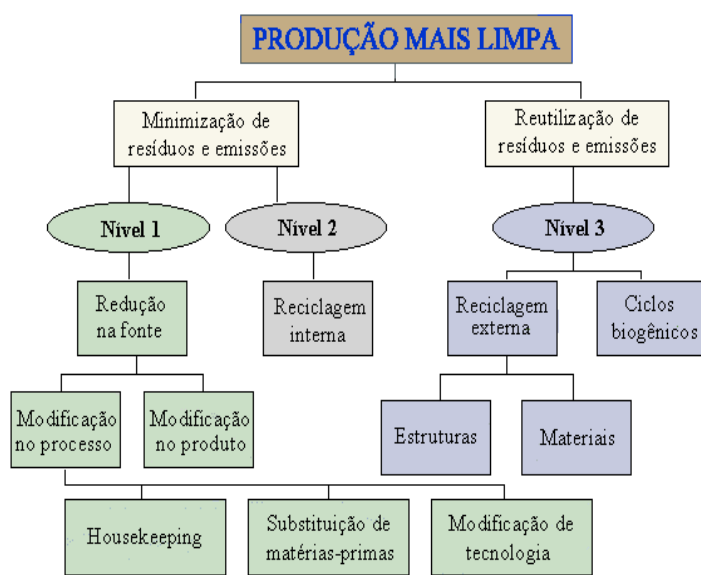 PRODUÇÃO MAIS LIMPA
Minimização de
resíduos e emissões
Reutilização de
resíduos e emissões
Nível 1
Nível 2
Nível 3
Redução
na fonte
Reciclagem
interna
Reciclagem
externa
Ciclos
biogênicos
Modificação
no processo
Modificação
no produto
Estruturas
Materiais
Housekeeping
Substituição de
matérias-primas
Modificação de
tecnologia